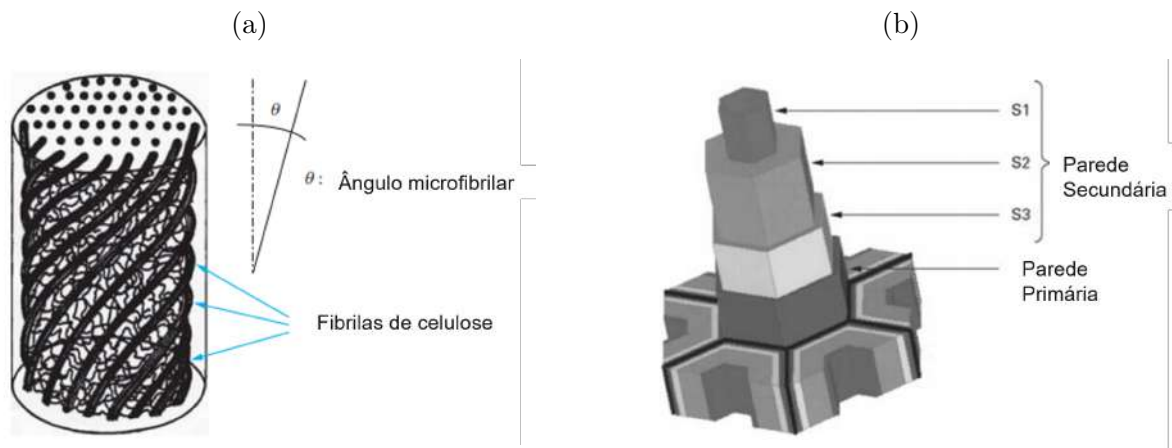 (a)
θ
θ: Ângulo microfibrilar
Fibrilas de celulose
(b)
S1
S2
S3
Parede
Secundária
Parede
Primária